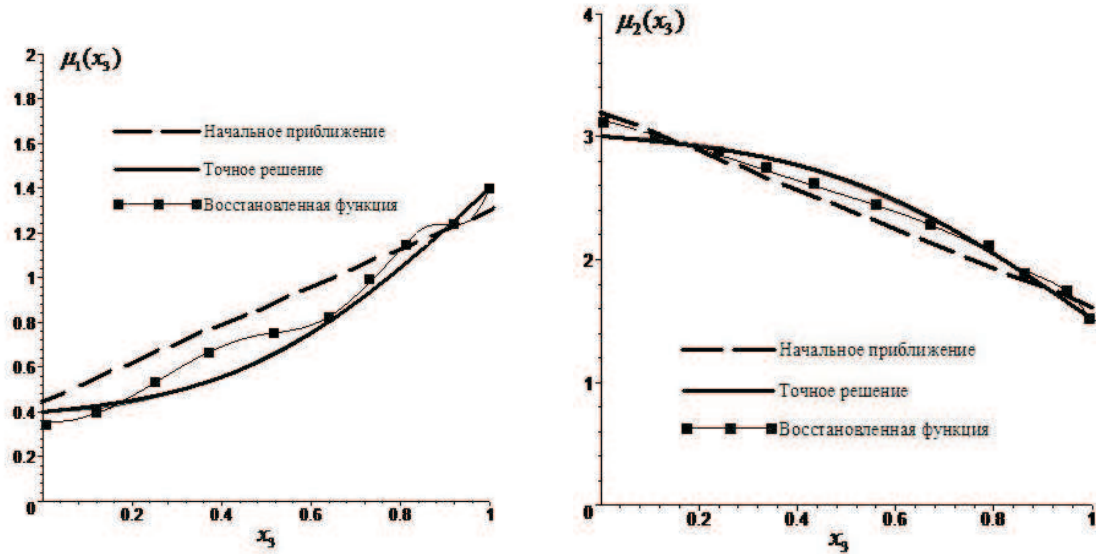 μ₁(x₃)
2
1.8
1.6
1.4
1.2
1
0.8
0.6
0.4
0.2
0
Начальное приближение
Точное решение
Восстановленная функция
0.2
0.4
0.6
0.8
1
x₃
μ₂(x₃)
4
3
2
1
0
Начальное приближение
Точное решение
Восстановленная функция
0.2
0.4
0.6
0.8
1
x₃